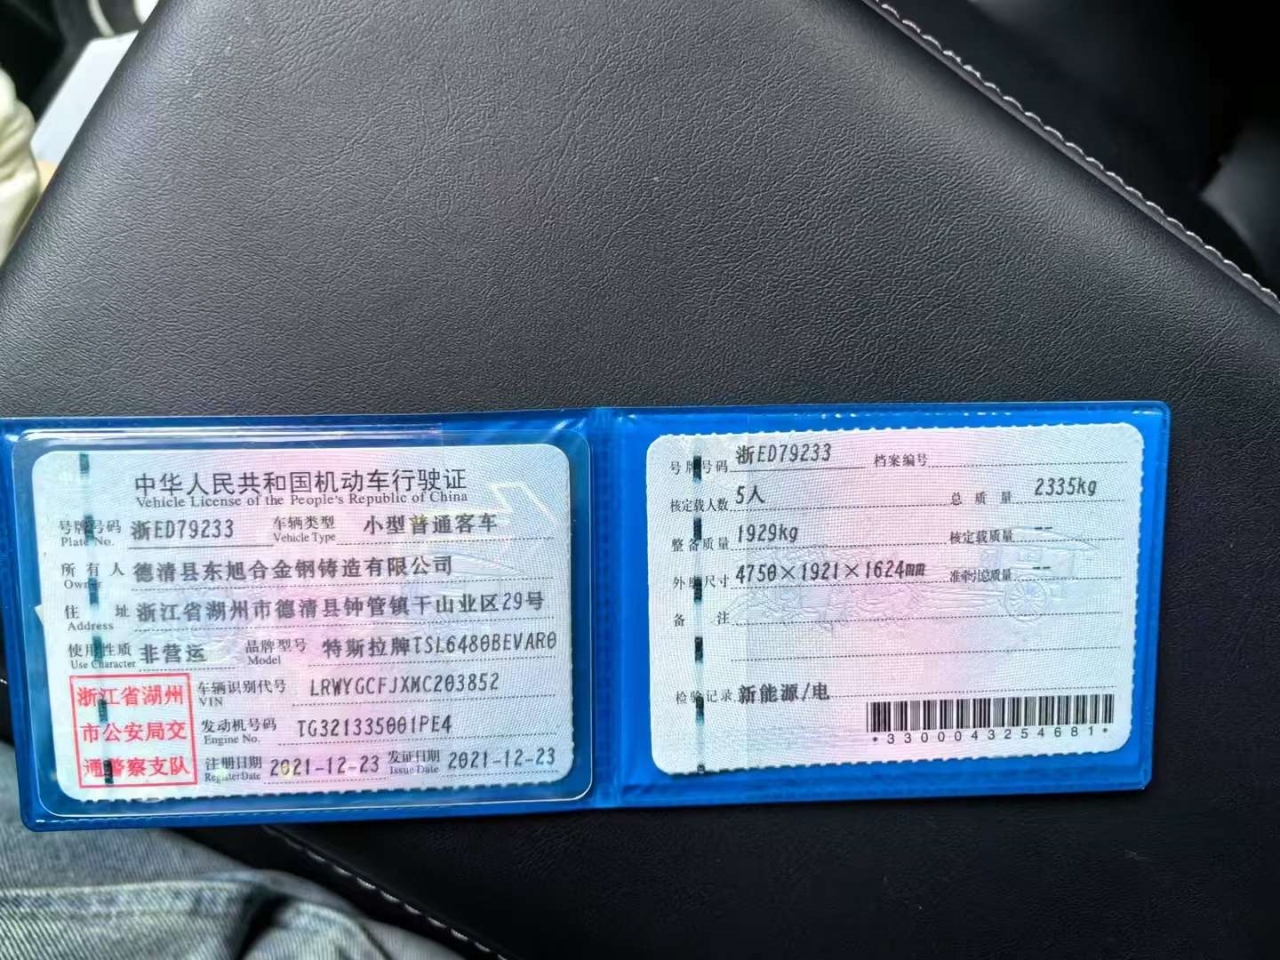 中华人民共和国机动车行驶证
Vehicle License of the People's Republic of China
号牌号码 浙ED79233 车辆类型 小型普通客车
Plate No. Vehicle Type
所有人 德清县东旭合金钢铸造有限公司
Owner
住址 浙江省湖州市德清县钟管镇干山业区29号
Address
使用性质 非营运 品牌型号 特斯拉牌TSL6480BEVAR0
Use Character Model
浙江省湖州
市公安局交
通警察支队
车辆识别代号 LRWYGCFJXMC203852
VIN
发动机号码 TG321335001PE4
Engine No.
注册日期 2021-12-23 发证日期 2021-12-23
Register Date Issue Date
号牌号码 浙ED79233 档案编号
核定载人数 5人 总质量 2335kg
整备质量 1929kg 核定载质量 --
外廓尺寸 4750×1921×1624mm 准牵引总质量 --
备注
检验记录 新能源/电
*3300043254681*